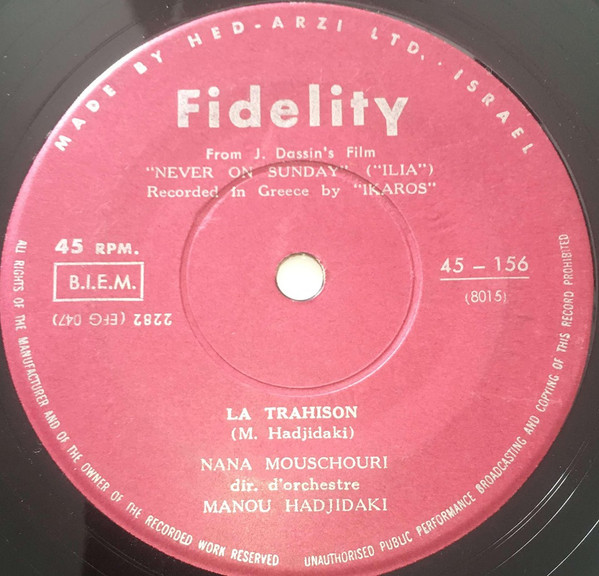 MADE BY HED-ARZI LTD., ISRAEL
Fidelity
From J. Dassin's Film
"NEVER ON SUNDAY" ("ILIA")
Recorded in Greece by "IKAROS"
45 RPM.
B.I.E.M.
2282 (EFG 047)
45 - 156
(8015)
LA TRAHISON
(M. Hadjidaki)
NANA MOUSCHOURI
dir. d'orchestre
MANOU HADJIDAKI
ALL RIGHTS OF THE MANUFACTURER AND OF THE OWNER OF THE RECORDED WORK RESERVED
UNAUTHORISED PUBLIC PERFORMANCE BROADCASTING AND COPYING OF THIS RECORD PROHIBITED